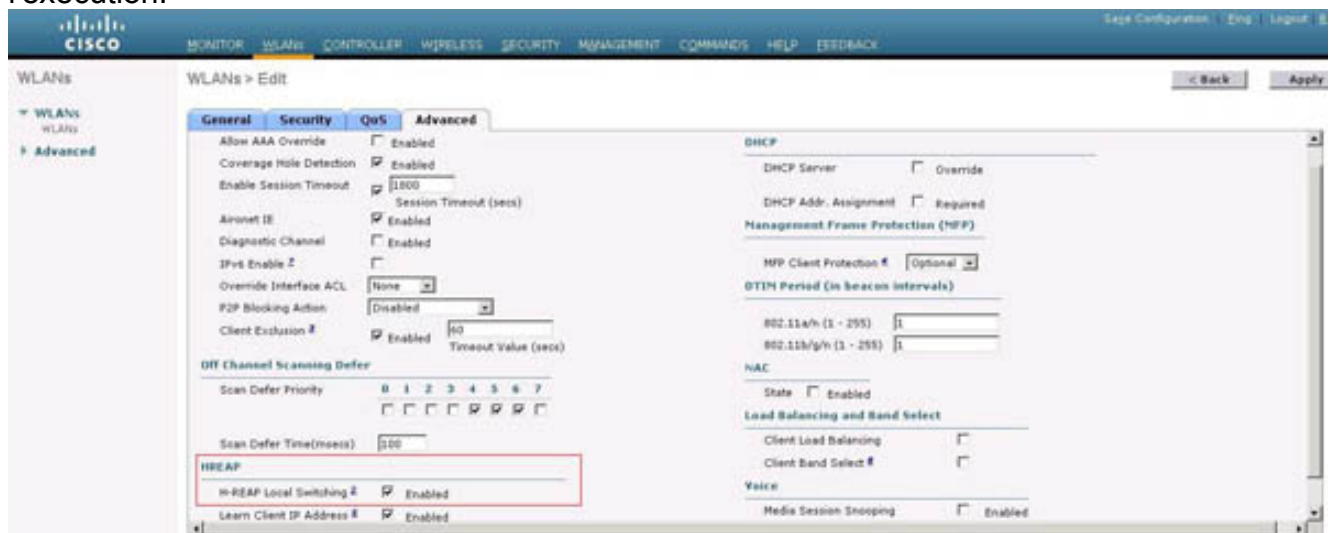 l'exécution.
Save Configuration Ping Logout
CISCO
MONITOR WLANs CONTROLLER WIRELESS SECURITY MANAGEMENT COMMANDS HELP FEEDBACK
WLANs
WLANs > Edit
< Back Apply
WLANs
WLANs
Advanced
General Security QoS Advanced
Allow AAA Override Enabled
Coverage Hole Detection Enabled
Enable Session Timeout 1800
Session Timeout (secs)
Aironet IE Enabled
Diagnostic Channel Enabled
IPv6 Enable
Override Interface ACL None
P2P Blocking Action Disabled
Client Exclusion Enabled 60
Timeout Value (secs)
Off Channel Scanning Defer
Scan Defer Priority 0 1 2 3 4 5 6 7
Scan Defer Time(msecs) 100
HREAP
H-REAP Local Switching 2 Enabled
Learn Client IP Address Enabled
DHCP
DHCP Server Override
DHCP Addr. Assignment Required
Management Frame Protection (MFP)
MFP Client Protection Optional
DTIM Period (in beacon intervals)
802.11a/n (1 - 255) 1
802.11b/g/n (1 - 255) 1
NAC
State Enabled
Load Balancing and Band Select
Client Load Balancing
Client Band Select
Voice
Media Session Snooping Enabled